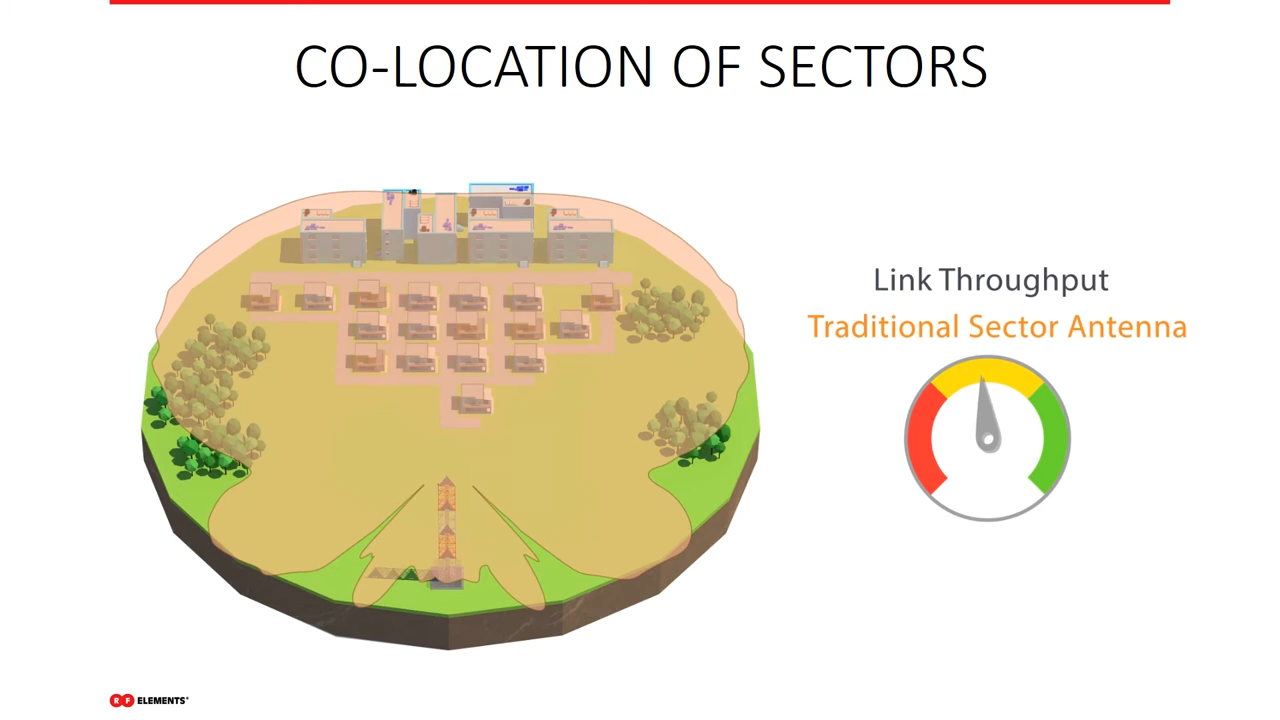 CO-LOCATION OF SECTORS
Link Throughput
Traditional Sector Antenna
RF ELEMENTS®